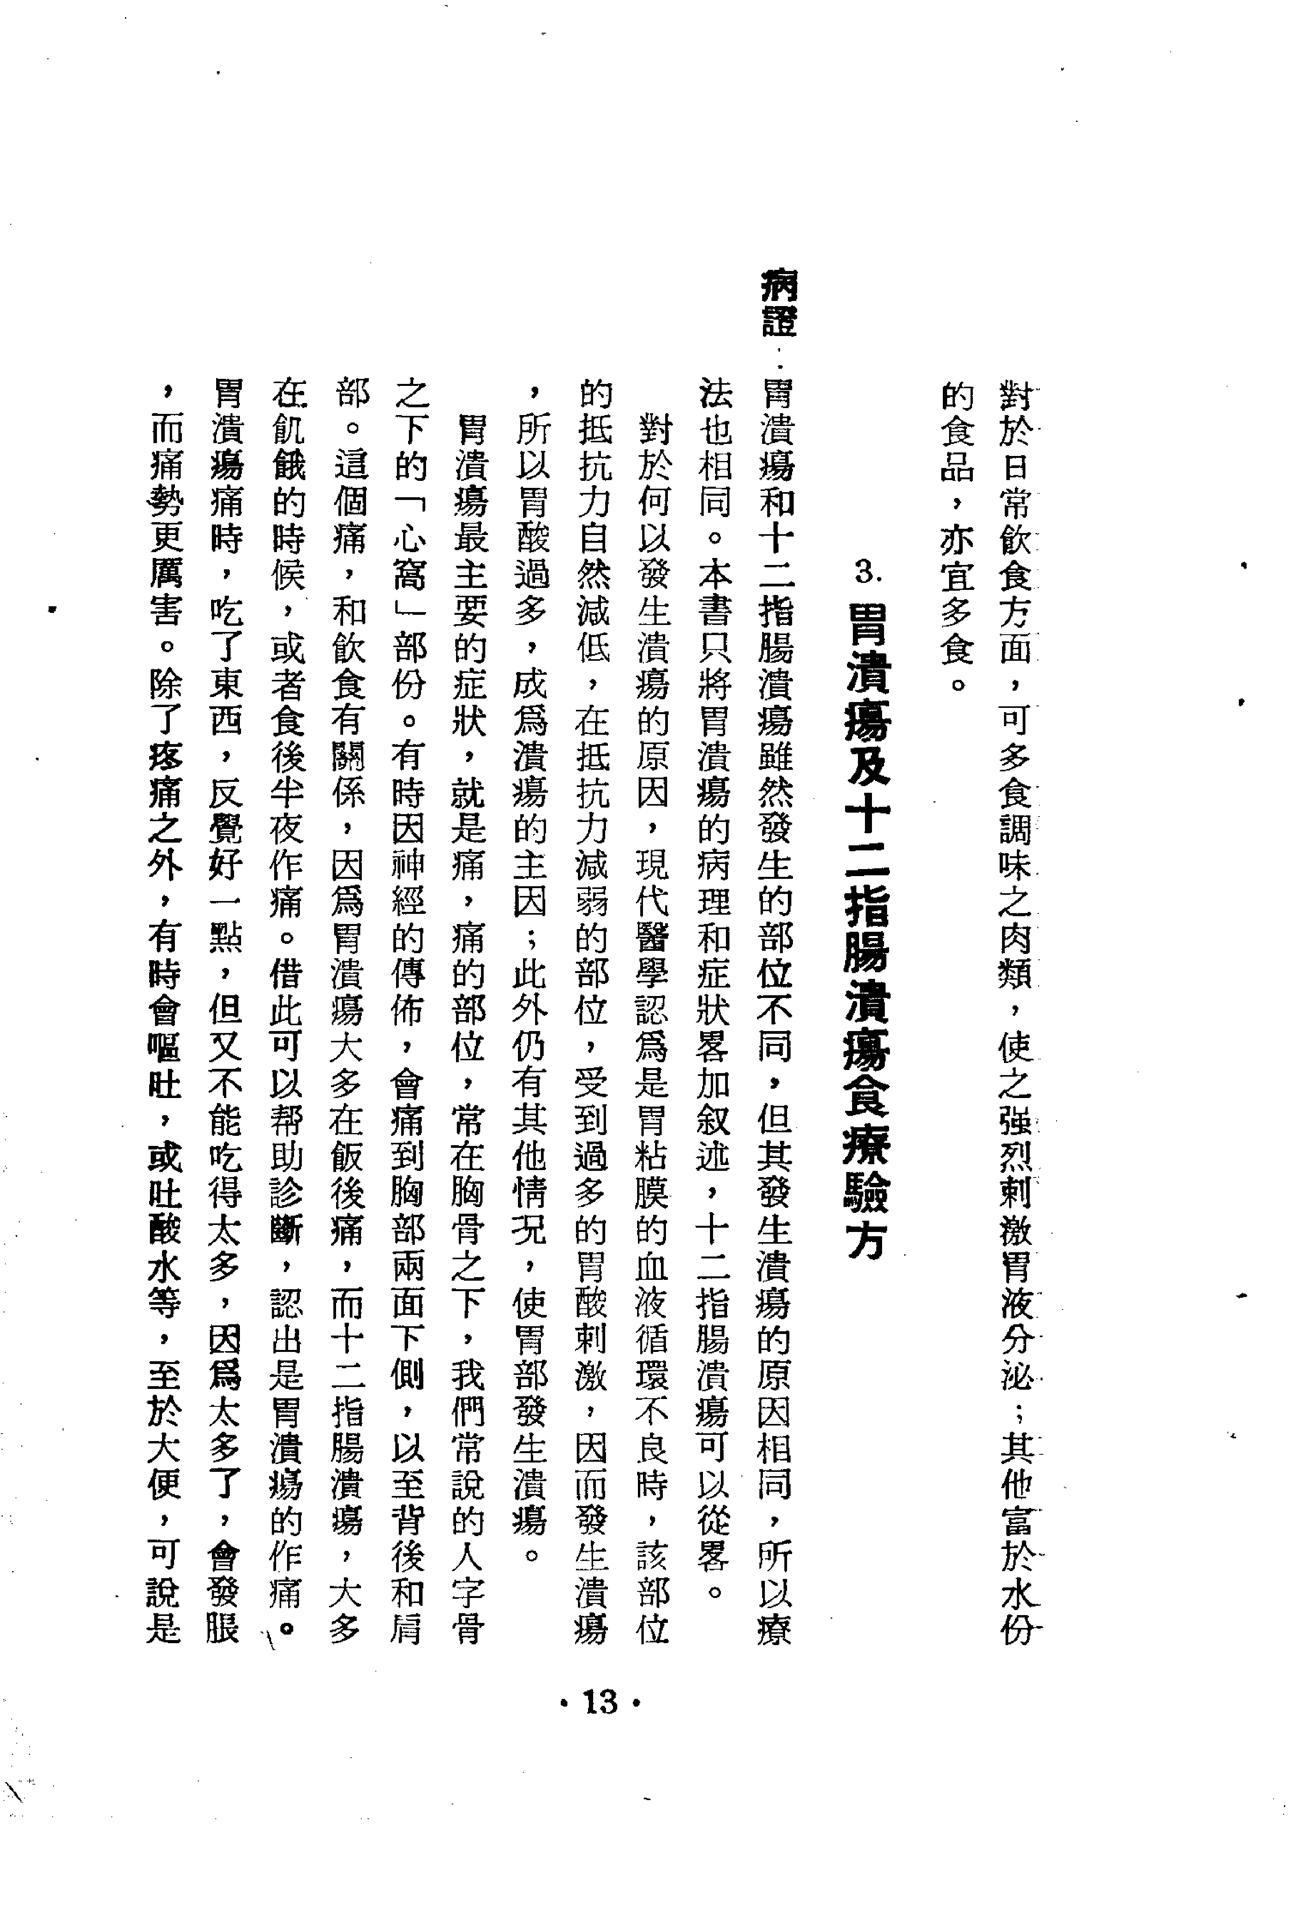 對於日常飲食方面，可多食調味之肉類，使之强烈刺激胃液分泌；其他富於水份
的食品，亦宜多食。
3. 胃潰瘍及十二指腸潰瘍食療驗方
病證：胃潰瘍和十二指腸潰瘍雖然發生的部位不同，但其發生潰瘍的原因相同，所以療
法也相同。本書只將胃潰瘍的病理和症狀畧加叙述，十二指腸潰瘍可以從畧。
對於何以發生潰瘍的原因，現代醫學認爲是胃粘膜的血液循環不良時，該部位
的抵抗力自然減低，在抵抗力減弱的部位，受到過多的胃酸刺激，因而發生潰瘍
，所以胃酸過多，成爲潰瘍的主因；此外仍有其他情況，使胃部發生潰瘍。
胃潰瘍最主要的症狀，就是痛，痛的部位，常在胸骨之下，我們常說的人字骨
之下的「心窩」部份。有時因神經的傳佈，會痛到胸部兩面下側，以至背後和肩
部。這個痛，和飲食有關係，因爲胃潰瘍大多在飯後痛，而十二指腸潰瘍，大多
在飢餓的時候，或者食後半夜作痛。借此可以帮助診斷，認出是胃潰瘍的作痛。
胃潰瘍痛時，吃了東西，反覺好一點，但又不能吃得太多，因爲太多了，會發脹
，而痛勢更厲害。除了疼痛之外，有時會嘔吐，或吐酸水等，至於大便，可說是
• 13 •